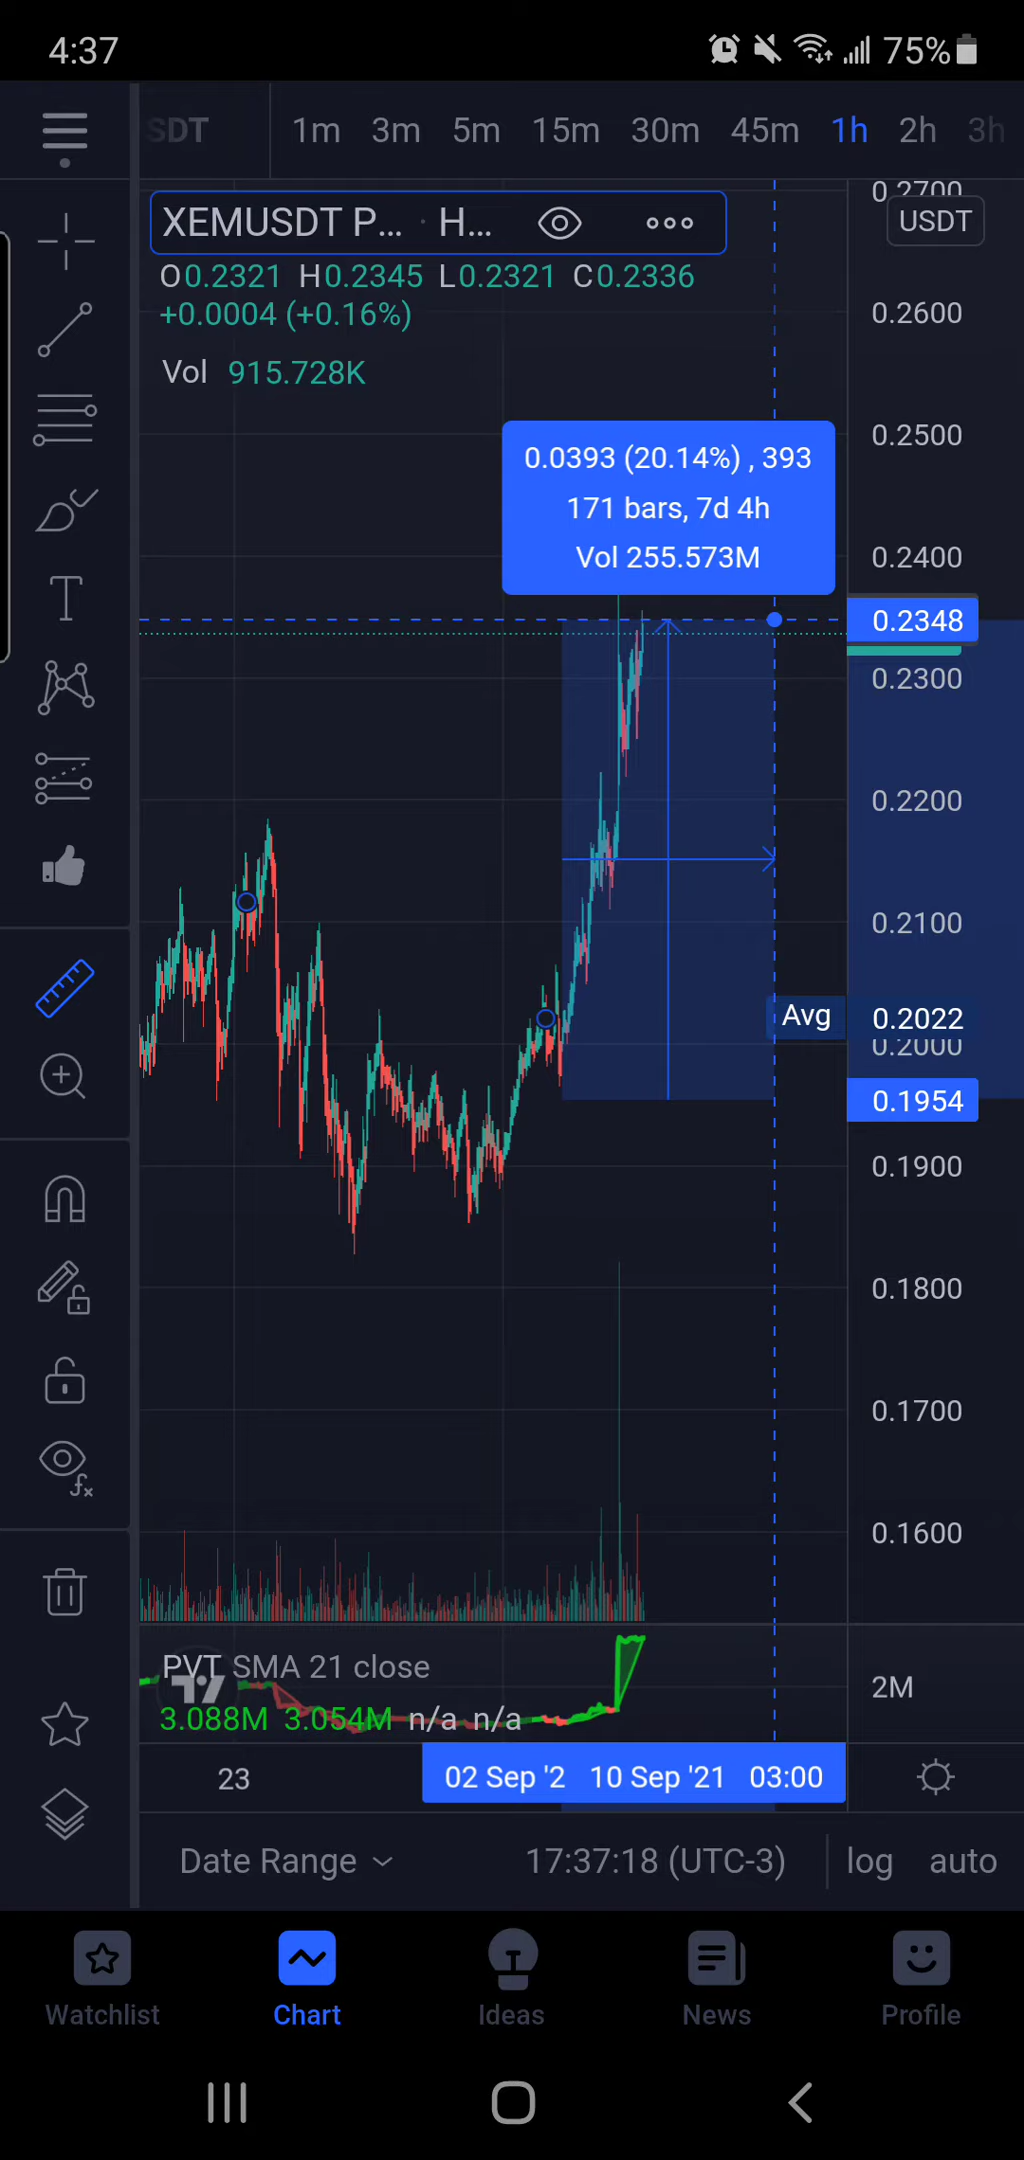 4:37 75%
SDT 1m 3m 5m 15m 30m 45m 1h 2h 3h
XEMUSDT P... · H...
O0.2321 H0.2345 L0.2321 C0.2336
+0.0004 (+0.16%)
Vol 915.728K
0.2700
USDT
0.2600
0.2500
0.0393 (20.14%) , 393
171 bars, 7d 4h
Vol 255.573M
0.2400
0.2348
0.2300
0.2200
0.2100
Avg 0.2022
0.2000
0.1954
0.1900
0.1800
0.1700
0.1600
PVT SMA 21 close
3.088M 3.054M n/a n/a
2M
23 02 Sep '2 10 Sep '21 03:00
Date Range 17:37:18 (UTC-3) log auto
Watchlist Chart Ideas News Profile